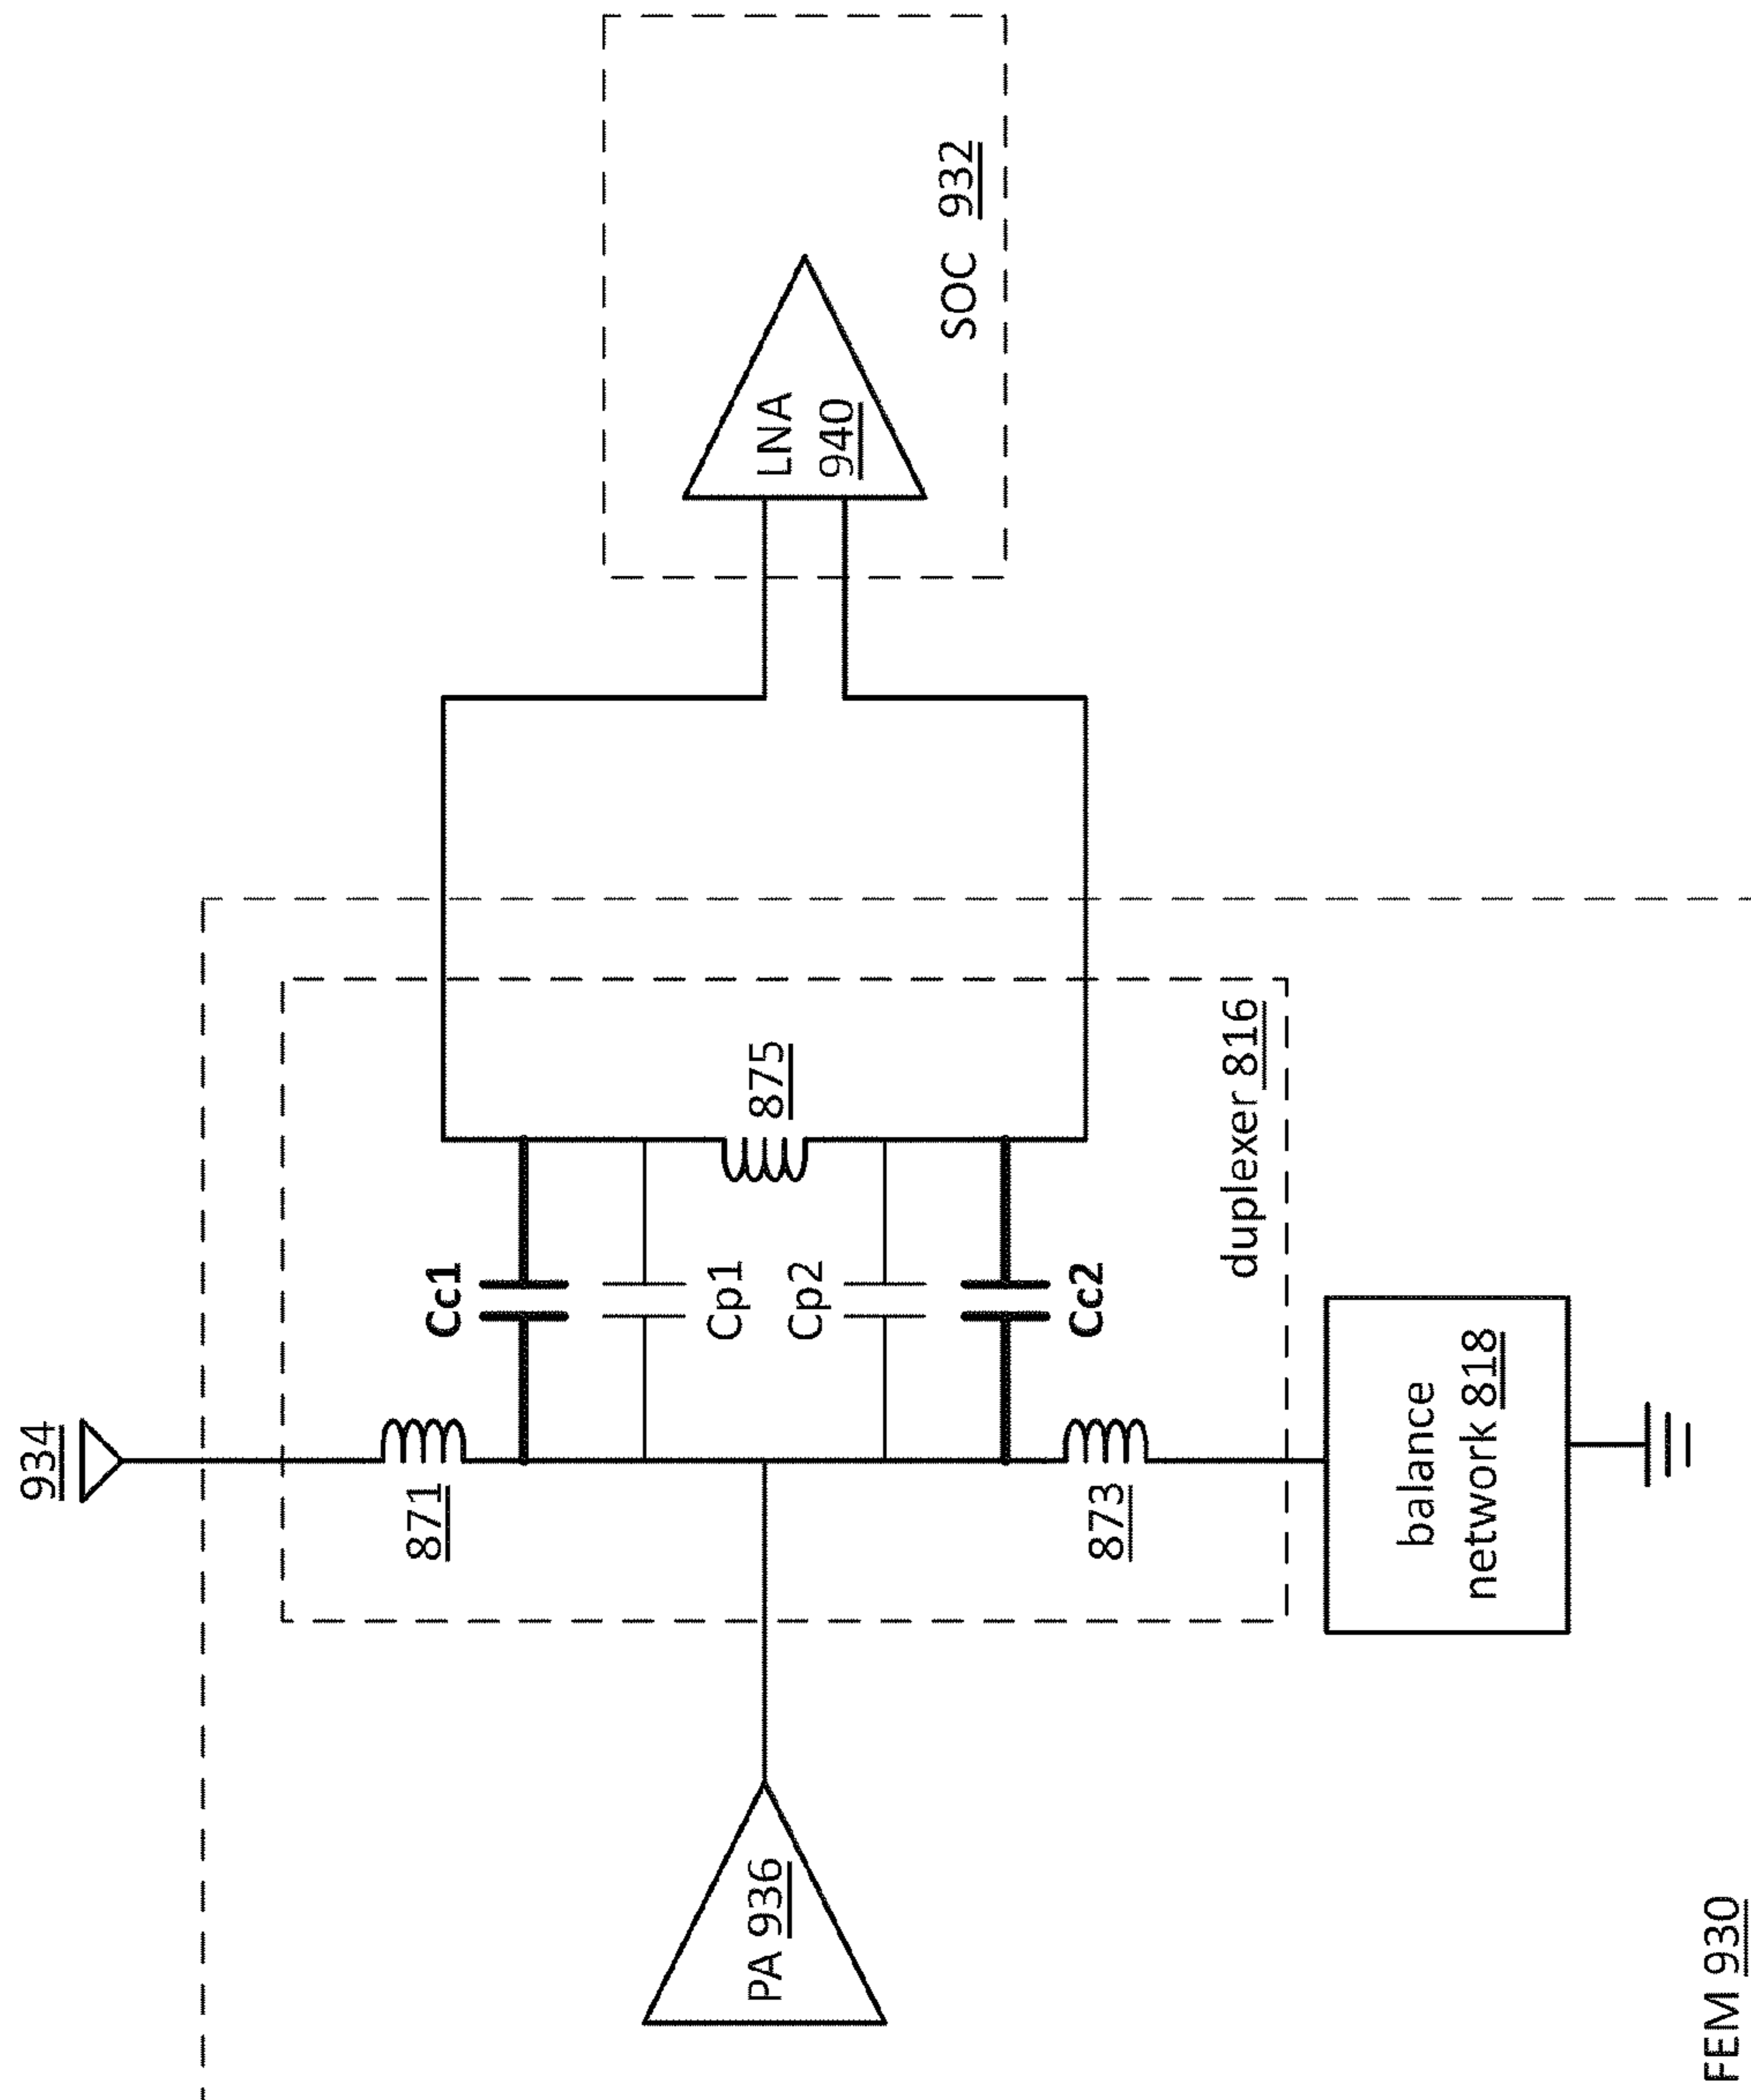 934
871
Cc1
Cp1
875
Cp2
Cc2
873
duplexer 816
balance
network 818
PA 936
LNA
940
SOC 932
FEM 930